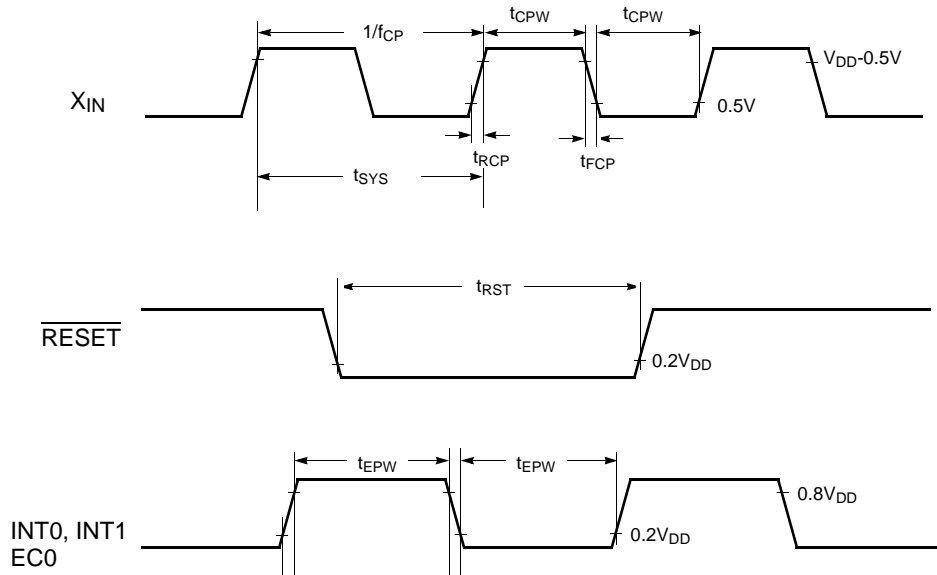 1/fCP
tCPW
tCPW
VDD-0.5V
XIN
0.5V
tRCP
tFCP
tSYS
tRST
RESET
0.2VDD
tEPW
tEPW
0.8VDD
INT0, INT1
0.2VDD
EC0